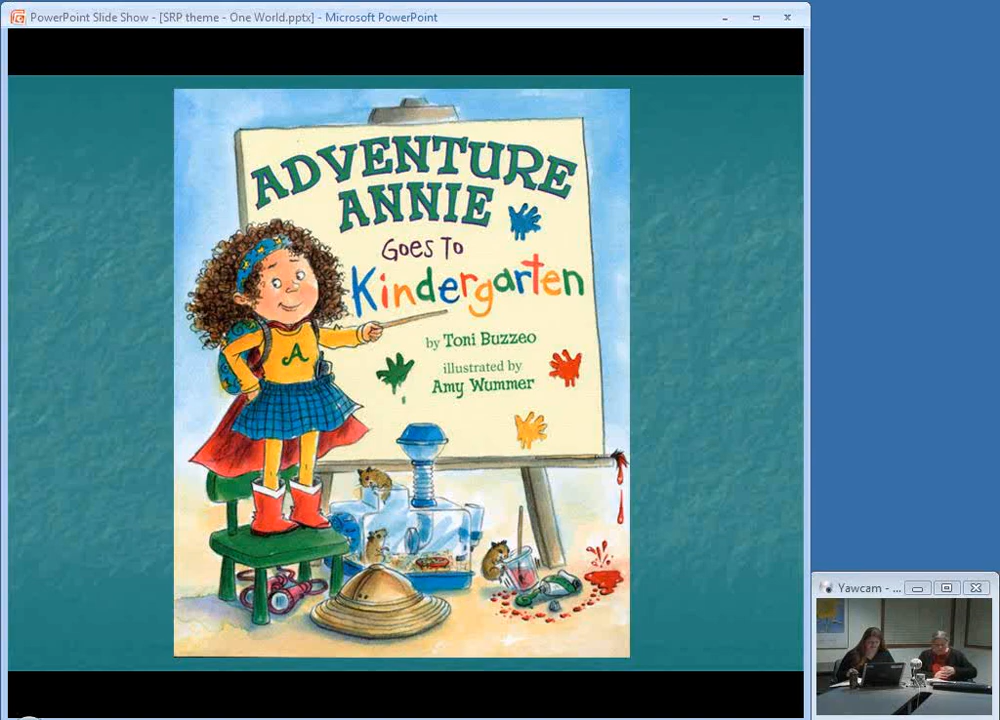 PowerPoint Slide Show - [SRP theme - One World.pptx] - Microsoft PowerPoint
ADVENTURE
ANNIE
GOES TO
Kindergarten
by Toni Buzzeo
illustrated by
Amy Wummer
A
Yawcam - ...